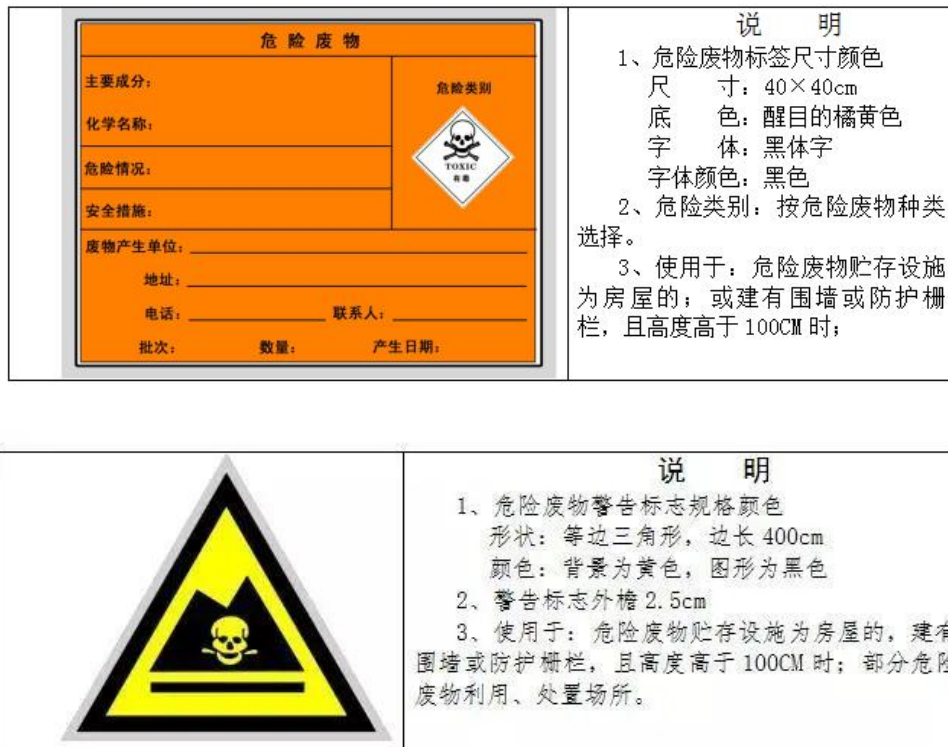 危险废物
主要成分：
化学名称：
危险类别
TOXIC
有毒
危险情况：
安全措施：
废物产生单位：
地址：
电话： 联系人：
批次： 数量： 产生日期：
说 明
1、危险废物标签尺寸颜色
尺 寸：40×40cm
底 色：醒目的橘黄色
字 体：黑体字
字体颜色：黑色
2、危险类别：按危险废物种类
选择。
3、使用于：危险废物贮存设施
为房屋的；或建有围墙或防护栅
栏，且高度高于100CM时；
说 明
1、危险废物警告标志规格颜色
形状：等边三角形，边长 400cm
颜色：背景为黄色，图形为黑色
2、警告标志外檐 2.5cm
3、使用于：危险废物贮存设施为房屋的，建有
围墙或防护栅栏，且高度高于 100CM 时；部分危险
废物利用、处置场所。